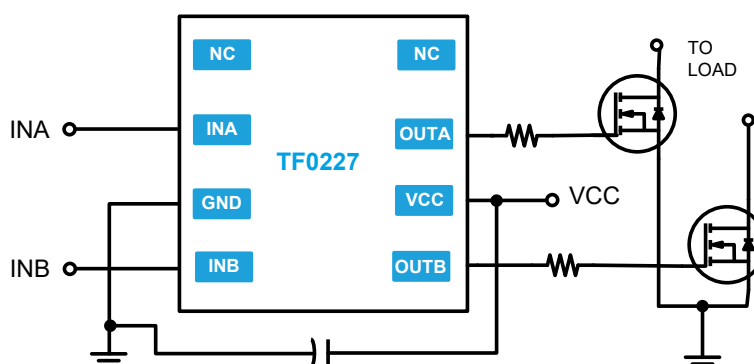 NC
NC
TO
LOAD
INA
INA
OUTA
TF0227
GND
VCC
VCC
INB
INB
OUTB